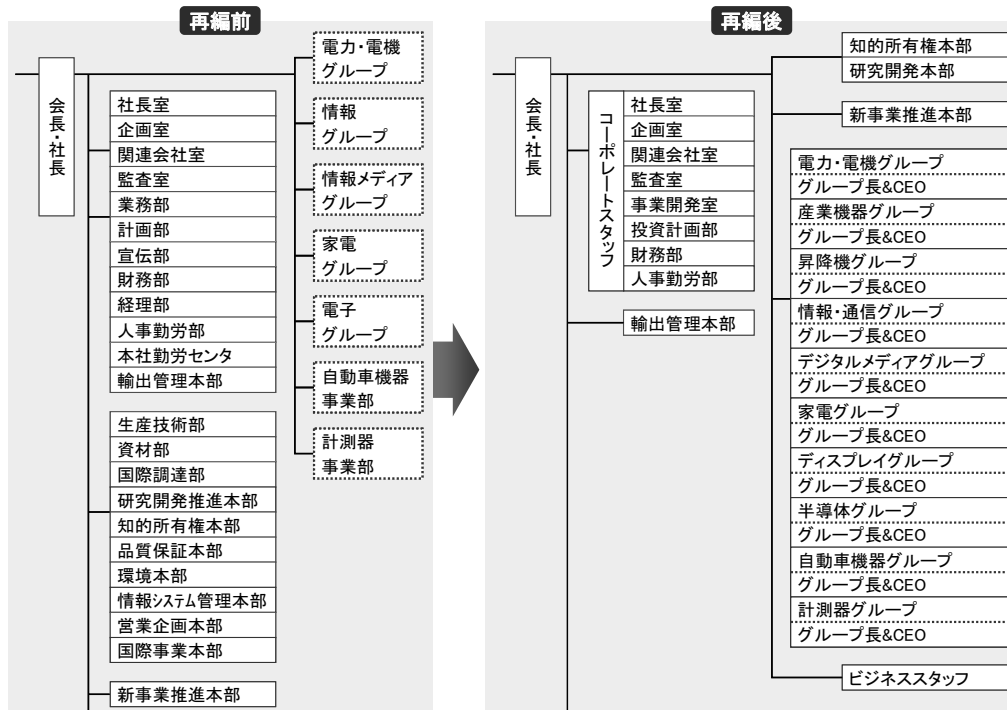 再編前
会長・社長
社長室
企画室
関連会社室
監査室
業務部
計画部
宣伝部
財務部
経理部
人事勤労部
本社勤労センタ
輸出管理本部
生産技術部
資材部
国際調達部
研究開発推進本部
知的所有権本部
品質保証本部
環境本部
情報システム管理本部
営業企画本部
国際事業本部
新事業推進本部
電力・電機
グループ
情報
グループ
情報メディア
グループ
家電
グループ
電子
グループ
自動車機器
事業部
計測器
事業部
再編後
会長・社長
コーポレートスタッフ
社長室
企画室
関連会社室
監査室
事業開発室
投資計画部
財務部
人事勤労部
輸出管理本部
知的所有権本部
研究開発本部
新事業推進本部
電力・電機グループ
グループ長&CEO
産業機器グループ
グループ長&CEO
昇降機グループ
グループ長&CEO
情報・通信グループ
グループ長&CEO
デジタルメディアグループ
グループ長&CEO
家電グループ
グループ長&CEO
ディスプレイグループ
グループ長&CEO
半導体グループ
グループ長&CEO
自動車機器グループ
グループ長&CEO
計測器グループ
グループ長&CEO
ビジネススタッフ